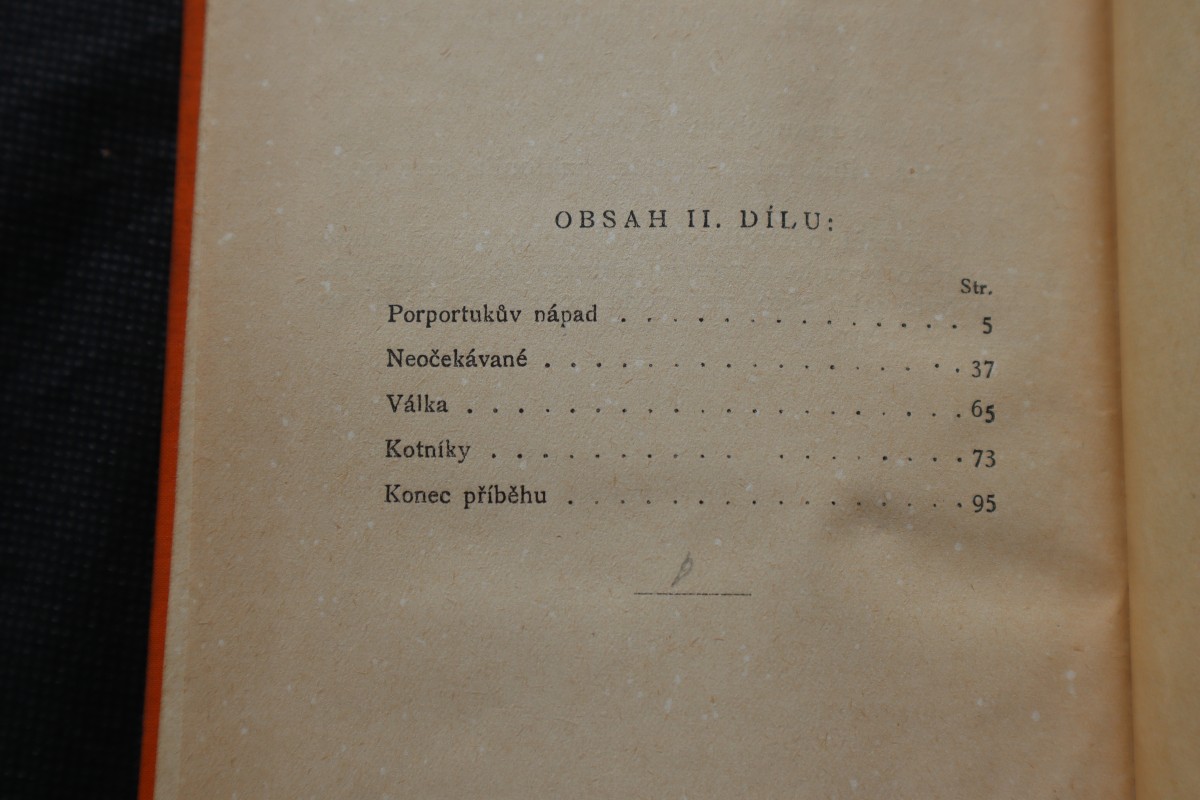 OBSAH II. DÍLU:
Str.
Porportukův nápad . . . . . . . . . . . . . . 5
Neočekávané . . . . . . . . . . . . . . . . . 37
Válka . . . . . . . . . . . . . . . . . . . . 65
Kotníky . . . . . . . . . . . . . . . . . . 73
Konec příběhu . . . . . . . . . . . . . . . . 95